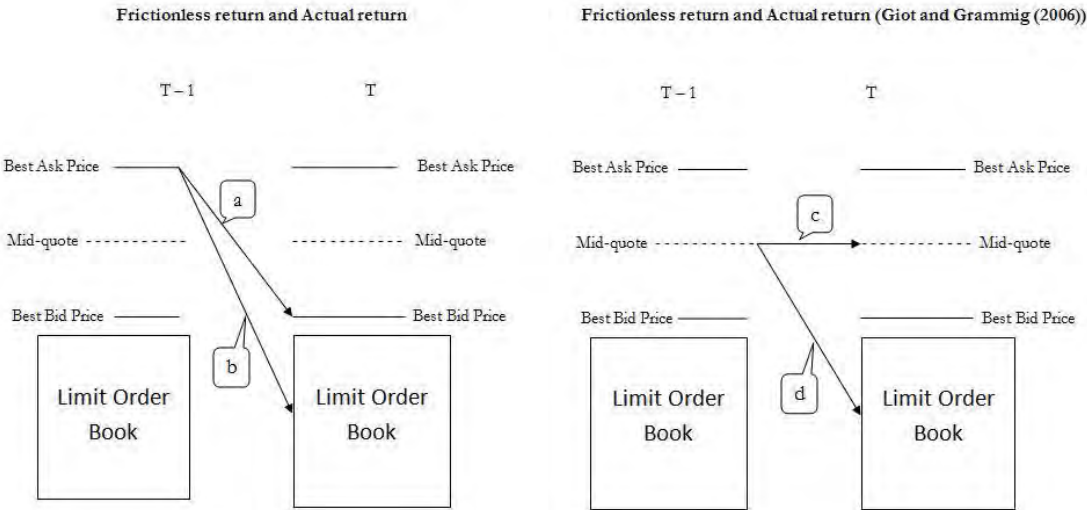 Frictionless return and Actual return
T – 1
T
Best Ask Price
Best Ask Price
a
Mid-quote
Mid-quote
Best Bid Price
Best Bid Price
b
Limit Order
Book
Limit Order
Book
Frictionless return and Actual return (Giot and Grammig (2006))
T – 1
T
Best Ask Price
Best Ask Price
c
Mid-quote
Mid-quote
Best Bid Price
Best Bid Price
d
Limit Order
Book
Limit Order
Book